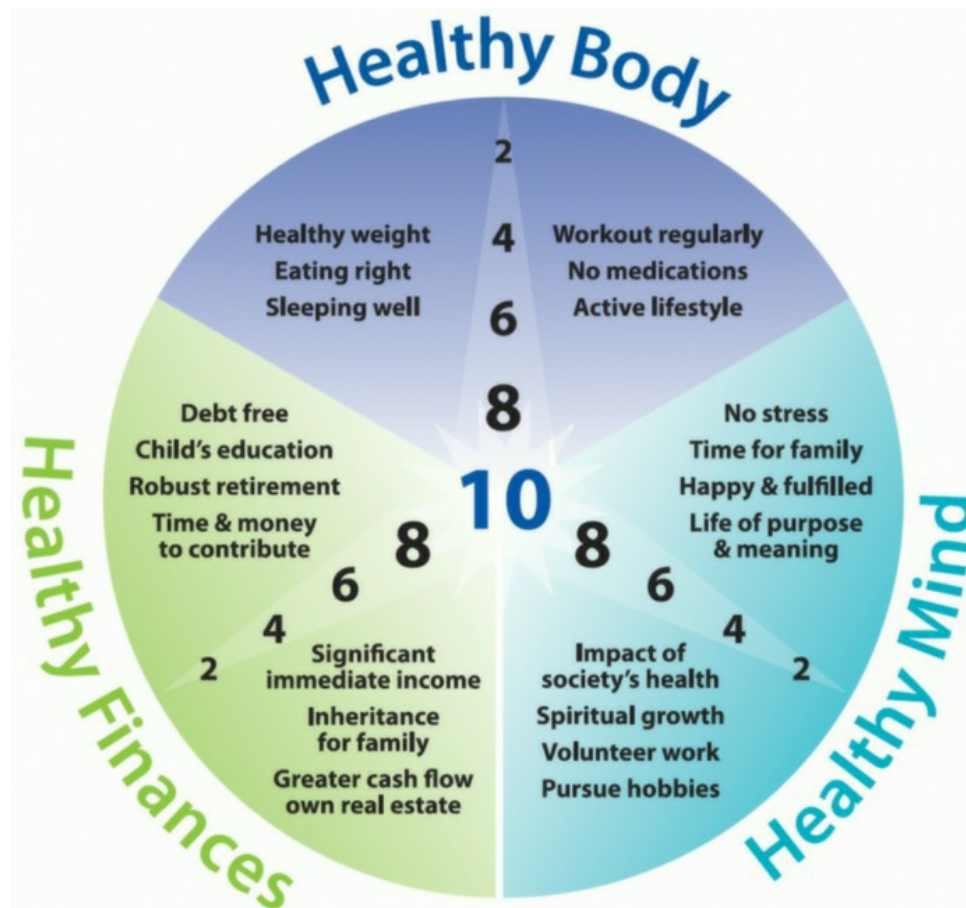 Healthy Body
2
4
6
8
10
Healthy weight
Eating right
Sleeping well
Workout regularly
No medications
Active lifestyle
Healthy Finances
Debt free
Child's education
Robust retirement
Time & money
to contribute
8
6
4
2
Significant
immediate income
Inheritance
for family
Greater cash flow
own real estate
Healthy Mind
No stress
Time for family
Happy & fulfilled
Life of purpose
& meaning
8
6
4
2
Impact of
society's health
Spiritual growth
Volunteer work
Pursue hobbies